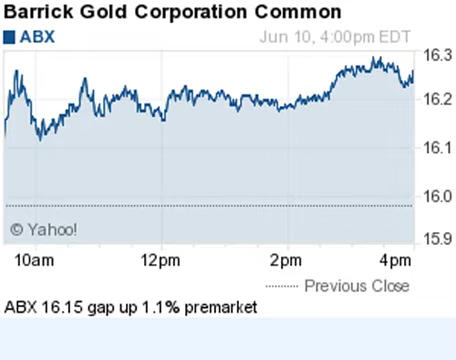 Barrick Gold Corporation Common
ABX Jun 10, 4:00pm EDT
16.3
16.2
16.1
16.0
15.9
© Yahoo!
10am 12pm 2pm 4pm
Previous Close
ABX 16.15 gap up 1.1% premarket